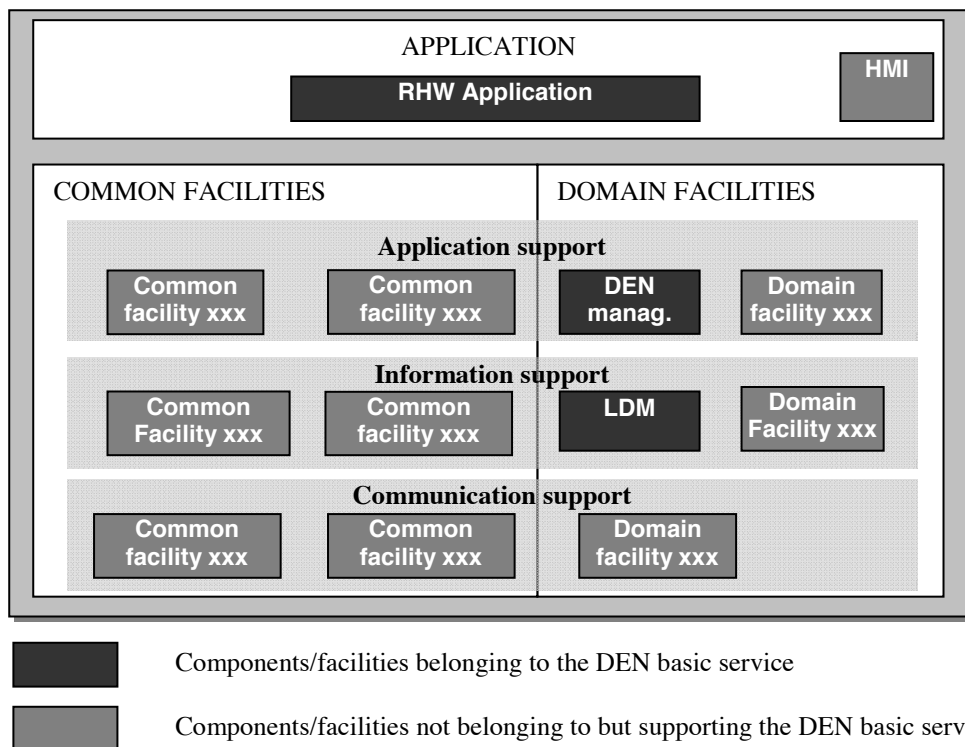 APPLICATION
RHW Application
HMI
COMMON FACILITIES
DOMAIN FACILITIES
Application support
Common
facility xxx
Common
facility xxx
DEN
manag.
Domain
facility xxx
Information support
Common
Facility xxx
Common
facility xxx
LDM
Domain
Facility xxx
Communication support
Common
facility xxx
Common
facility xxx
Domain
facility xxx
Components/facilities belonging to the DEN basic service
Components/facilities not belonging to but supporting the DEN basic serv